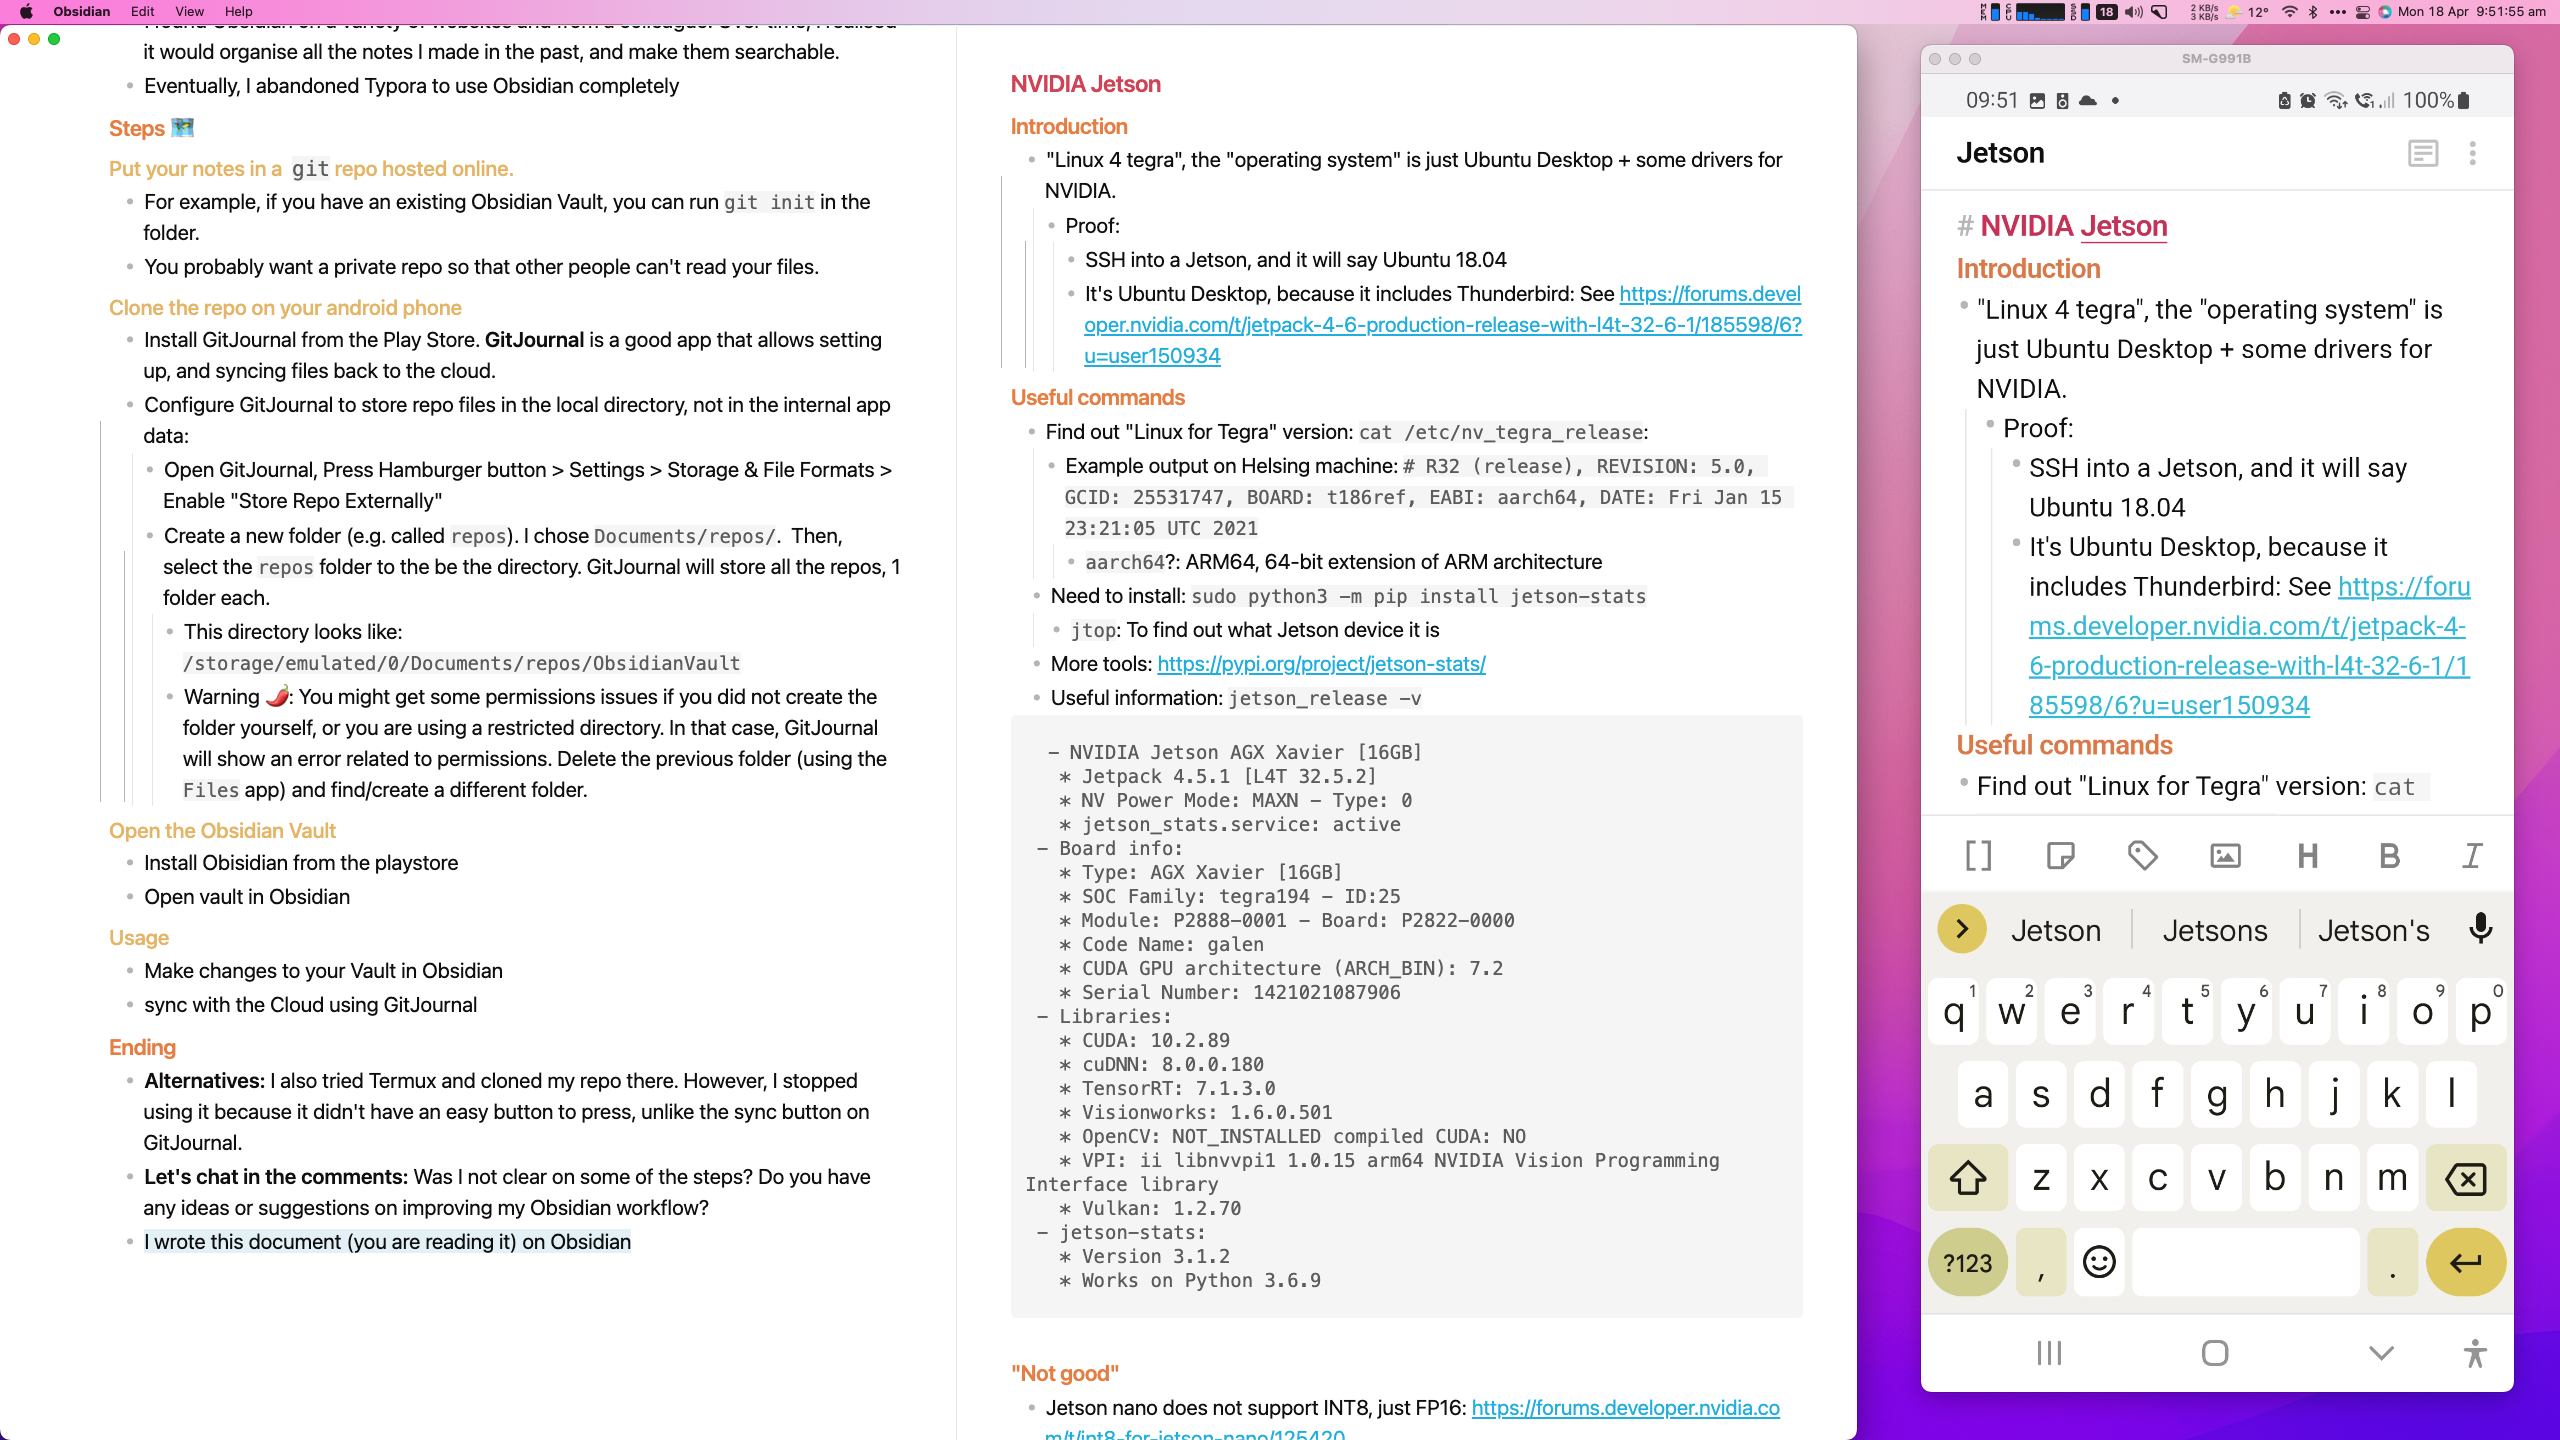 Obsidian Edit View Help
18
2 KB/s
3 KB/s
12° Mon 18 Apr 9:51:55 am
it would organise all the notes I made in the past, and make them searchable.
Eventually, I abandoned Typora to use Obsidian completely
Steps
Put your notes in a git repo hosted online.
For example, if you have an existing Obsidian Vault, you can run git init in the
folder.
You probably want a private repo so that other people can't read your files.
Clone the repo on your android phone
Install GitJournal from the Play Store. GitJournal is a good app that allows setting
up, and syncing files back to the cloud.
Configure GitJournal to store repo files in the local directory, not in the internal app
data:
Open GitJournal, Press Hamburger button > Settings > Storage & File Formats >
Enable "Store Repo Externally"
Create a new folder (e.g. called repos). I chose Documents/repos/. Then,
select the repos folder to the be the directory. GitJournal will store all the repos, 1
folder each.
This directory looks like:
/storage/emulated/0/Documents/repos/ObsidianVault
Warning 🌶️: You might get some permissions issues if you did not create the
folder yourself, or you are using a restricted directory. In that case, GitJournal
will show an error related to permissions. Delete the previous folder (using the
Files app) and find/create a different folder.
Open the Obsidian Vault
Install Obisidian from the playstore
Open vault in Obsidian
Usage
Make changes to your Vault in Obsidian
sync with the Cloud using GitJournal
Ending
Alternatives: I also tried Termux and cloned my repo there. However, I stopped
using it because it didn't have an easy button to press, unlike the sync button on
GitJournal.
Let's chat in the comments: Was I not clear on some of the steps? Do you have
any ideas or suggestions on improving my Obsidian workflow?
I wrote this document (you are reading it) on Obsidian
NVIDIA Jetson
Introduction
"Linux 4 tegra", the "operating system" is just Ubuntu Desktop + some drivers for
NVIDIA.
Proof:
SSH into a Jetson, and it will say Ubuntu 18.04
It's Ubuntu Desktop, because it includes Thunderbird: See https://forums.devel
oper.nvidia.com/t/jetpack-4-6-production-release-with-l4t-32-6-1/185598/6?
u=user150934
Useful commands
Find out "Linux for Tegra" version: cat /etc/nv_tegra_release:
Example output on Helsing machine: # R32 (release), REVISION: 5.0,
GCID: 25531747, BOARD: t186ref, EABI: aarch64, DATE: Fri Jan 15
23:21:05 UTC 2021
aarch64?: ARM64, 64-bit extension of ARM architecture
Need to install: sudo python3 -m pip install jetson-stats
jtop: To find out what Jetson device it is
More tools: https://pypi.org/project/jetson-stats/
Useful information: jetson_release -v
- NVIDIA Jetson AGX Xavier [16GB]
* Jetpack 4.5.1 [L4T 32.5.2]
* NV Power Mode: MAXN - Type: 0
* jetson_stats.service: active
- Board info:
* Type: AGX Xavier [16GB]
* SOC Family: tegra194 - ID:25
* Module: P2888-0001 - Board: P2822-0000
* Code Name: galen
* CUDA GPU architecture (ARCH_BIN): 7.2
* Serial Number: 1421021087906
- Libraries:
* CUDA: 10.2.89
* cuDNN: 8.0.0.180
* TensorRT: 7.1.3.0
* Visionworks: 1.6.0.501
* OpenCV: NOT_INSTALLED compiled CUDA: NO
* VPI: ii libnvvpi1 1.0.15 arm64 NVIDIA Vision Programming
Interface library
* Vulkan: 1.2.70
- jetson-stats:
* Version 3.1.2
* Works on Python 3.6.9
"Not good"
Jetson nano does not support INT8, just FP16: https://forums.developer.nvidia.co
m/t/int8-for-jetson-nano/125420
SM-G991B
09:51 100%
Jetson
# NVIDIA Jetson
Introduction
"Linux 4 tegra", the "operating system" is
just Ubuntu Desktop + some drivers for
NVIDIA.
Proof:
SSH into a Jetson, and it will say
Ubuntu 18.04
It's Ubuntu Desktop, because it
includes Thunderbird: See https://foru
ms.developer.nvidia.com/t/jetpack-4-
6-production-release-with-l4t-32-6-1/1
85598/6?u=user150934
Useful commands
Find out "Linux for Tegra" version: cat
[] H B I
Jetson Jetsons Jetson's
q1 w2 e3 r4 t5 y6 u7 i8 o9 p0
a s d f g h j k l
z x c v b n m
?123 , .